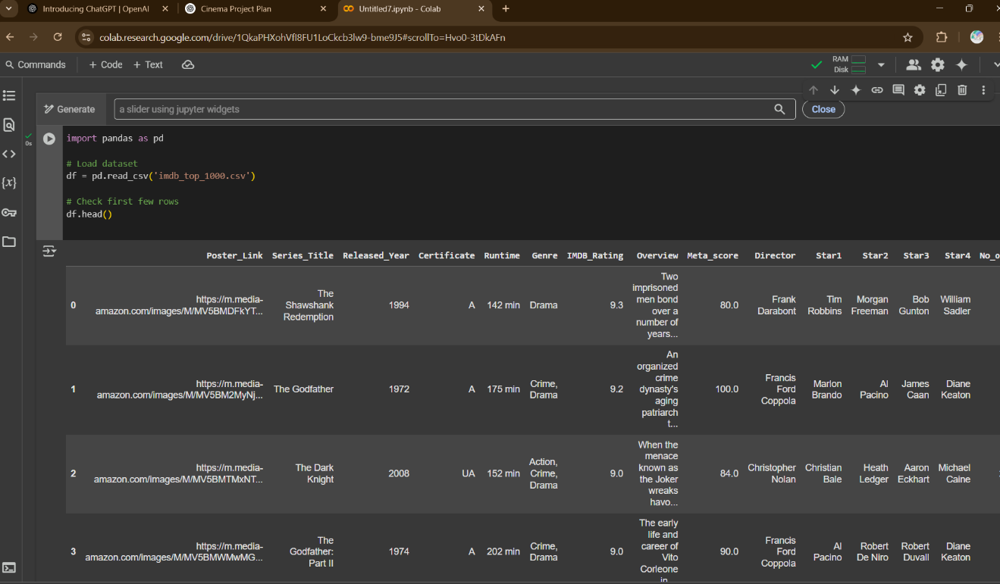 Introducing ChatGPT | OpenAI
Cinema Project Plan
Untitled7.ipynb - Colab
colab.research.google.com/drive/1QkaPHXohVfI8FU1LoCkcb3lw9-bme9J5#scrollTo=Hvo0-3tDkAFn
Commands + Code + Text
RAM
Disk
Generate
a slider using jupyter widgets
Close
0s
import pandas as pd
# Load dataset
df = pd.read_csv('imdb_top_1000.csv')
# Check first few rows
df.head()
Poster_Link Series_Title Released_Year Certificate Runtime Genre IMDB_Rating Overview Meta_score Director Star1 Star2 Star3 Star4 No_o
0
https://m.media-
amazon.com/images/M/MV5BMDFkYT...
The
Shawshank
Redemption
1994
A
142 min
Drama
9.3
Two
imprisoned
men bond
over a
number of
years...
80.0
Frank
Darabont
Tim
Robbins
Morgan
Freeman
Bob
Gunton
William
Sadler
1
https://m.media-
amazon.com/images/M/MV5BM2MyNj...
The Godfather
1972
A
175 min
Crime,
Drama
9.2
An
organized
crime
dynasty's
aging
patriarch
t...
100.0
Francis
Ford
Coppola
Marlon
Brando
Al
Pacino
James
Caan
Diane
Keaton
2
https://m.media-
amazon.com/images/M/MV5BMTMxNT...
The Dark
Knight
2008
UA
152 min
Action,
Crime,
Drama
9.0
When the
menace
known as
the Joker
wreaks
havo...
84.0
Christopher
Nolan
Christian
Bale
Heath
Ledger
Aaron
Eckhart
Michael
Caine
3
https://m.media-
amazon.com/images/M/MV5BMWMwMG...
The
Godfather:
Part II
1974
A
202 min
Crime,
Drama
9.0
The early
life and
career of
Vito
Corleone
in
90.0
Francis
Ford
Coppola
Al
Pacino
Robert
De Niro
Robert
Duvall
Diane
Keaton